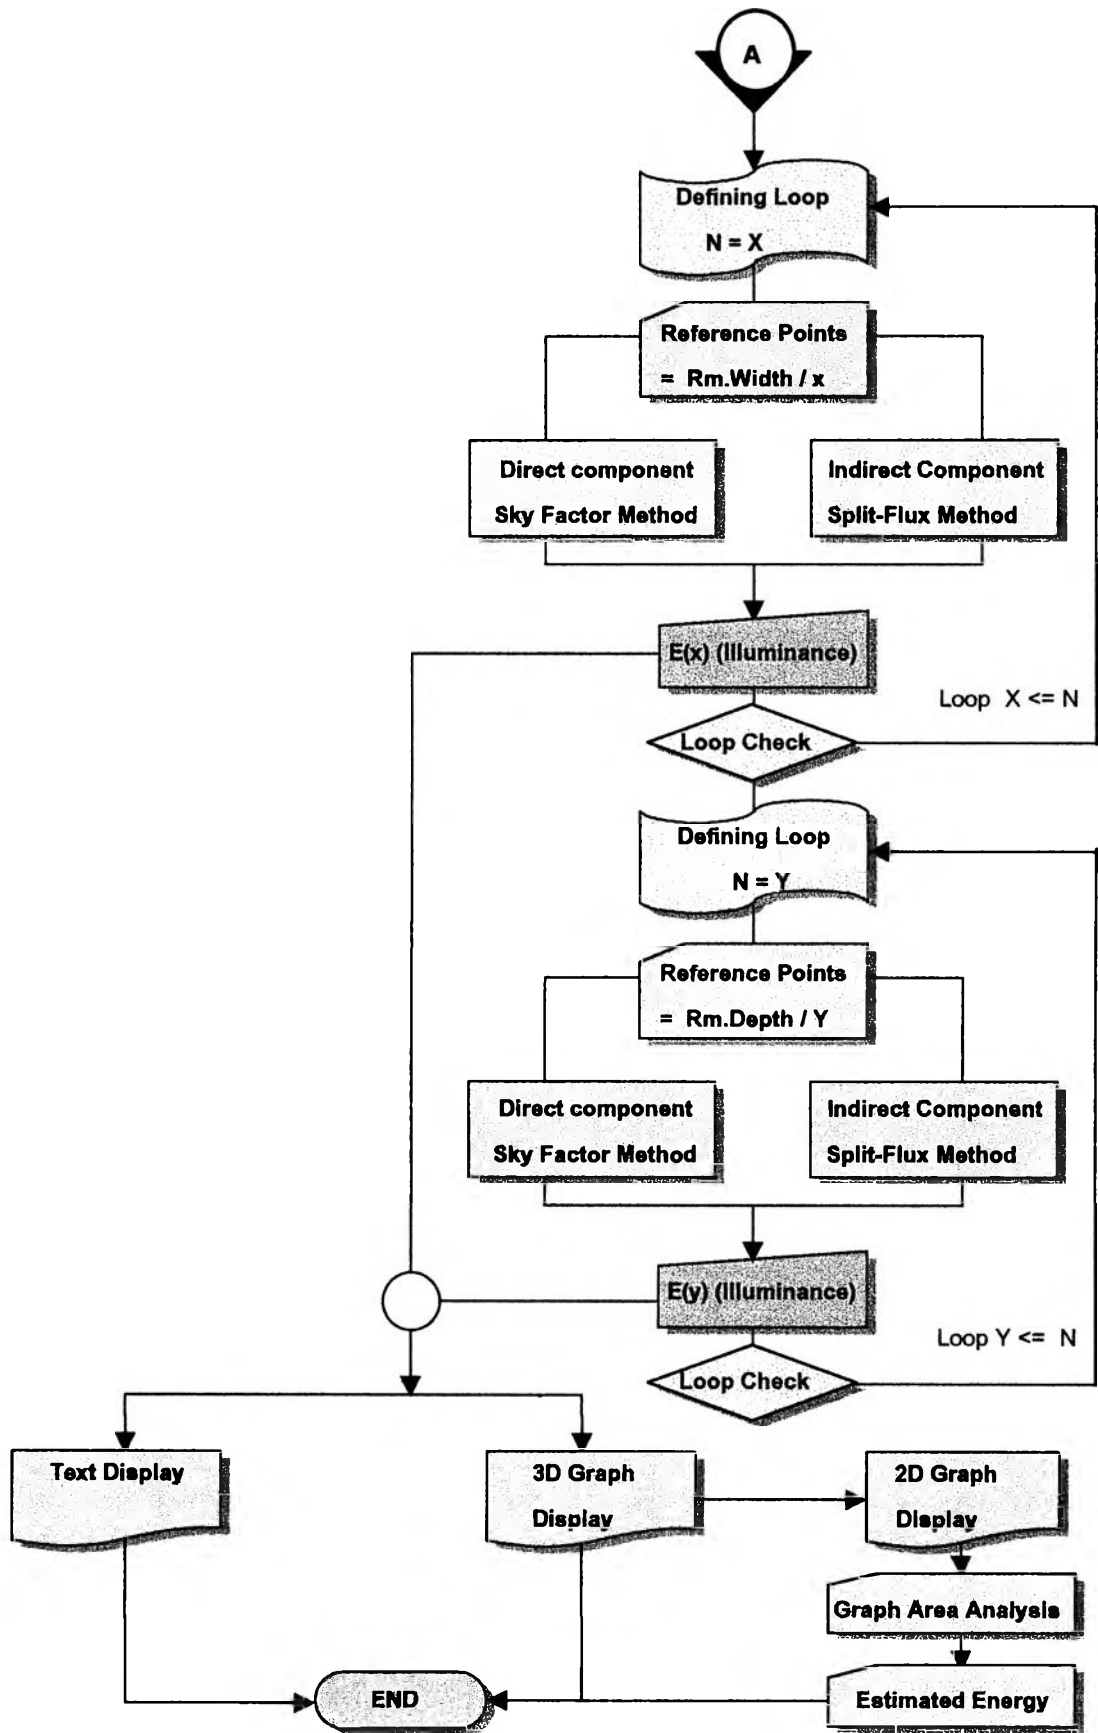 A
Defining Loop
N = X
Reference Points
= Rm.Width / x
Direct component
Sky Factor Method
Indirect Component
Split-Flux Method
E(x) (Illuminance)
Loop X <= N
Loop Check
Defining Loop
N = Y
Reference Points
= Rm.Depth / Y
Direct component
Sky Factor Method
Indirect Component
Split-Flux Method
E(y) (Illuminance)
Loop Y <= N
Loop Check
Text Display
3D Graph
Display
2D Graph
Display
Graph Area Analysis
Estimated Energy
END